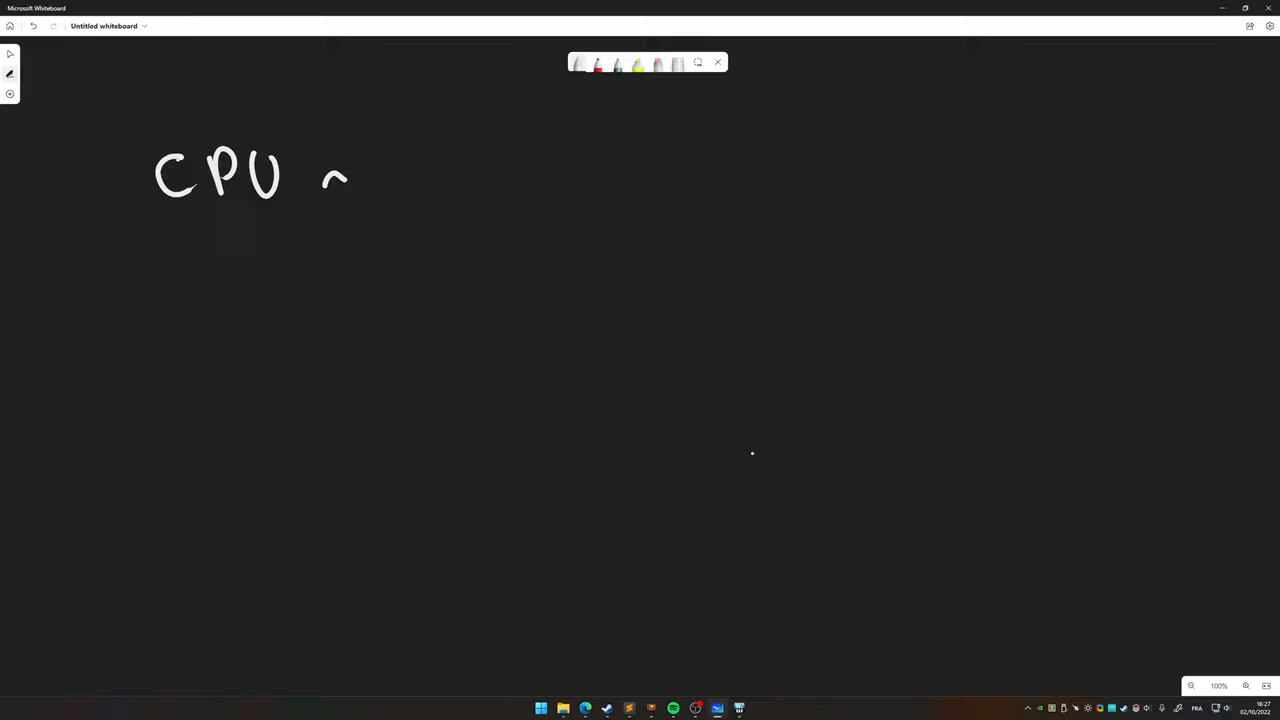 Microsoft Whiteboard
Untitled whiteboard
CPU ~
100%
FRA
16:27
02/10/2022